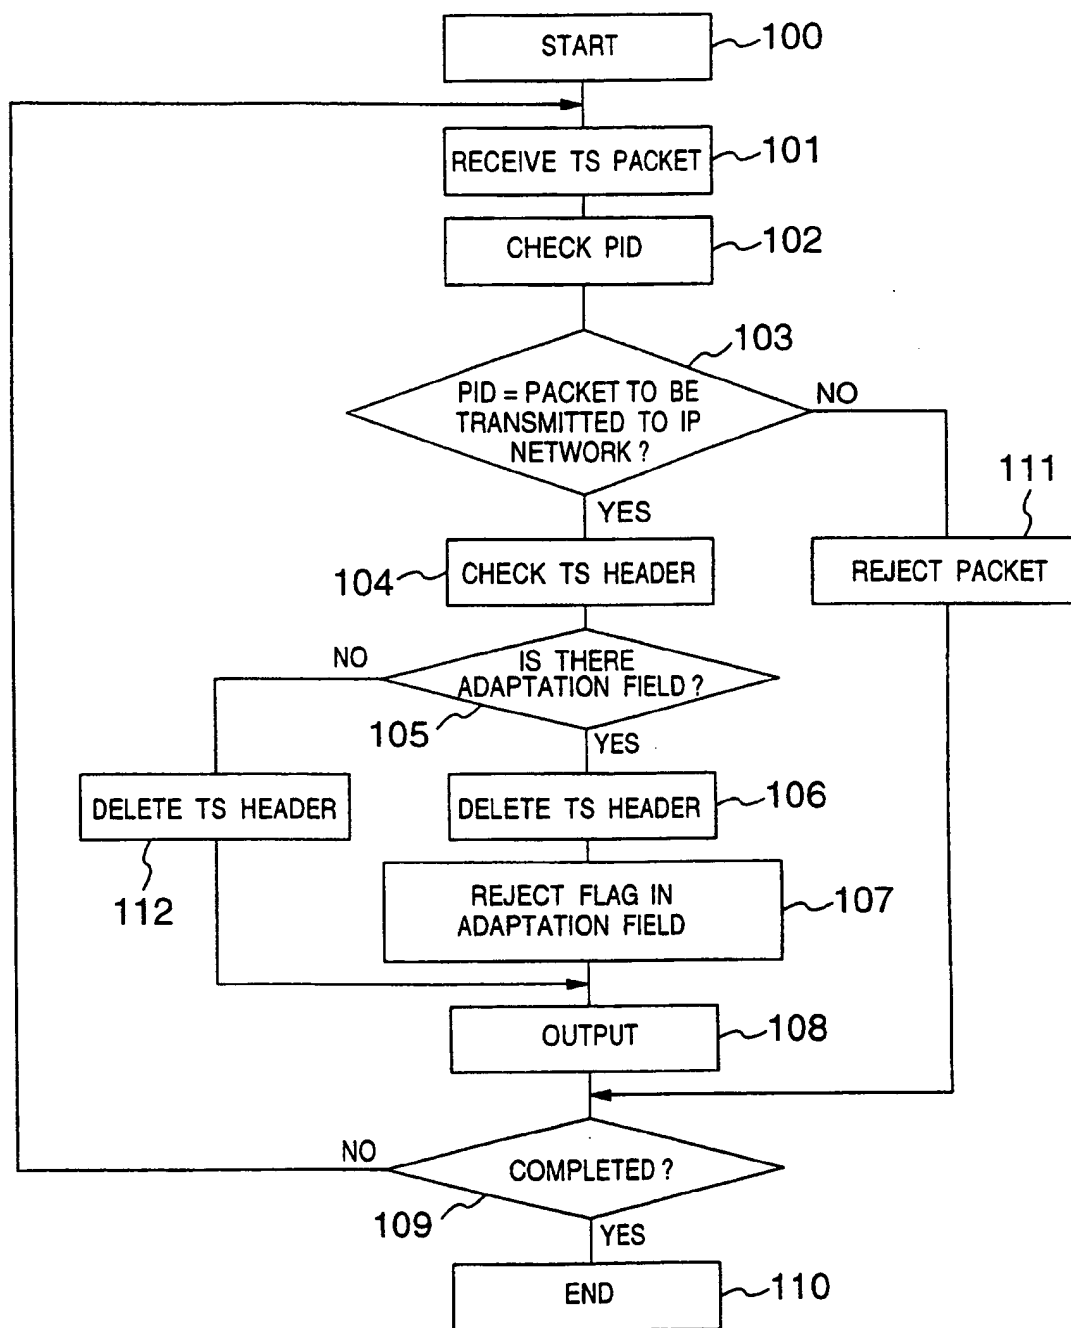 START
100
RECEIVE TS PACKET
101
CHECK PID
102
103
PID = PACKET TO BE
TRANSMITTED TO IP
NETWORK ?
NO
YES
111
104
CHECK TS HEADER
REJECT PACKET
NO
IS THERE
ADAPTATION FIELD ?
105
YES
DELETE TS HEADER
112
DELETE TS HEADER
106
REJECT FLAG IN
ADAPTATION FIELD
107
OUTPUT
108
NO
COMPLETED ?
109
YES
END
110